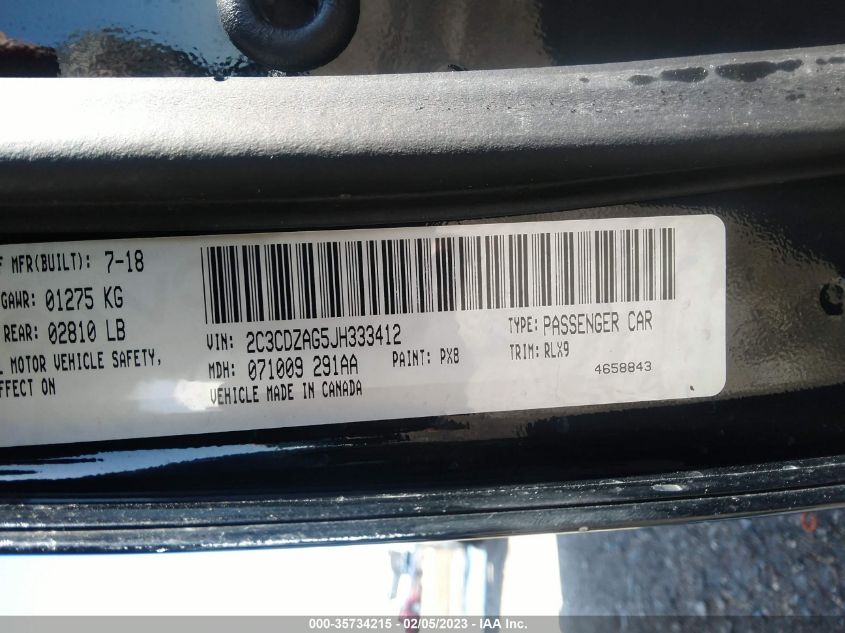 F MFR(BUILT): 7-18
GAWR: 01275 KG
REAR: 02810 LB
MOTOR VEHICLE SAFETY,
EFFECT ON
VIN: 2C3CDZAG5JH333412
TYPE: PASSENGER CAR
MDH: 071009 291AA
PAINT: PX8
TRIM: RLX9
VEHICLE MADE IN CANADA
4658843
000-35734215 - 02/05/2023 - IAA Inc.